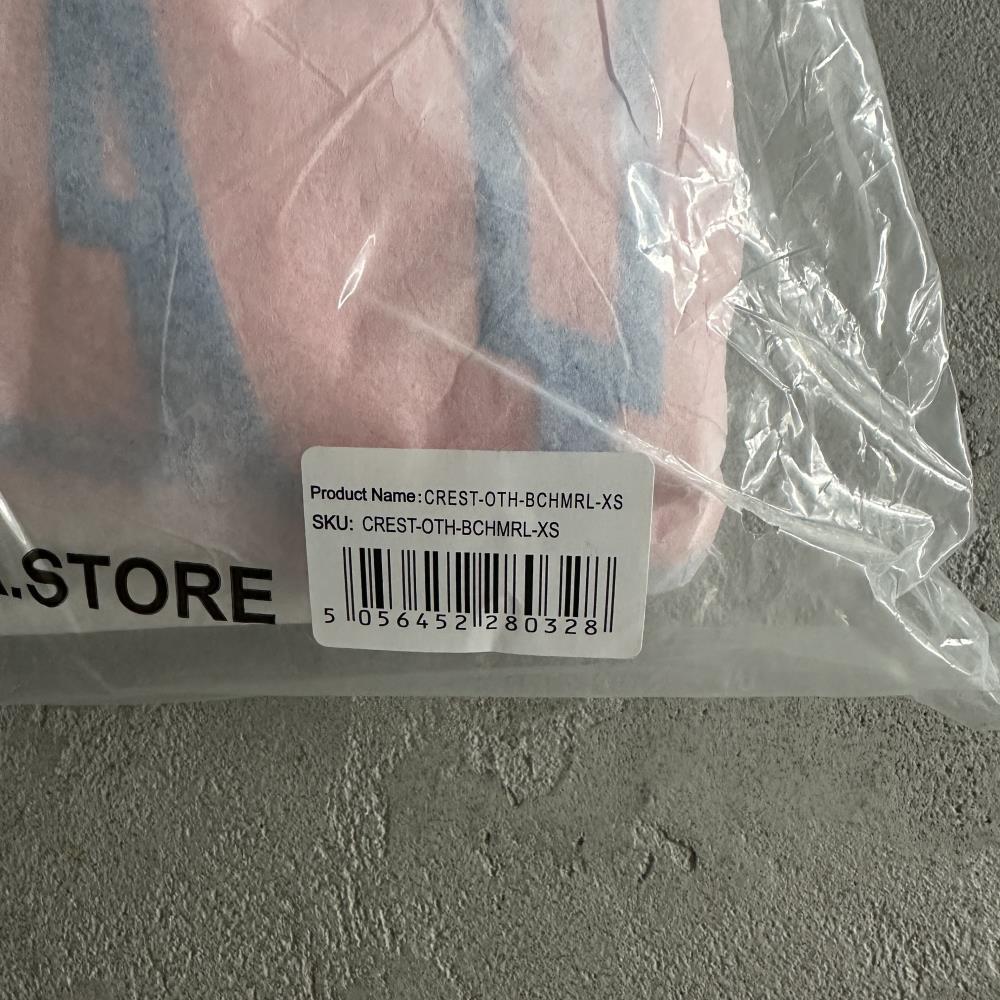 Product Name: CREST-OTH-BCHMRL-XS
SKU: CREST-OTH-BCHMRL-XS
.STORE
5 056452 280328